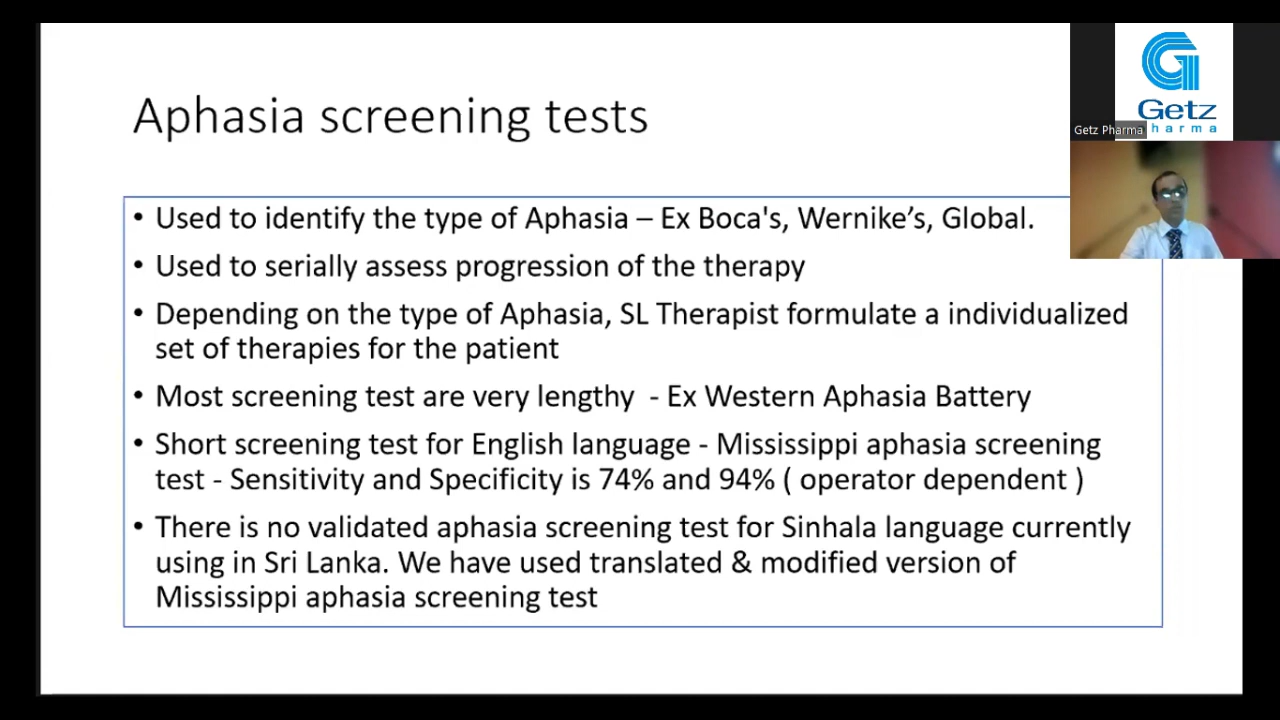 Aphasia screening tests
• Used to identify the type of Aphasia – Ex Boca's, Wernike’s, Global.
• Used to serially assess progression of the therapy
• Depending on the type of Aphasia, SL Therapist formulate a individualized
set of therapies for the patient
• Most screening test are very lengthy - Ex Western Aphasia Battery
• Short screening test for English language - Mississippi aphasia screening
test - Sensitivity and Specificity is 74% and 94% ( operator dependent )
• There is no validated aphasia screening test for Sinhala language currently
using in Sri Lanka. We have used translated & modified version of
Mississippi aphasia screening test
Getz
harma
Getz Pharma